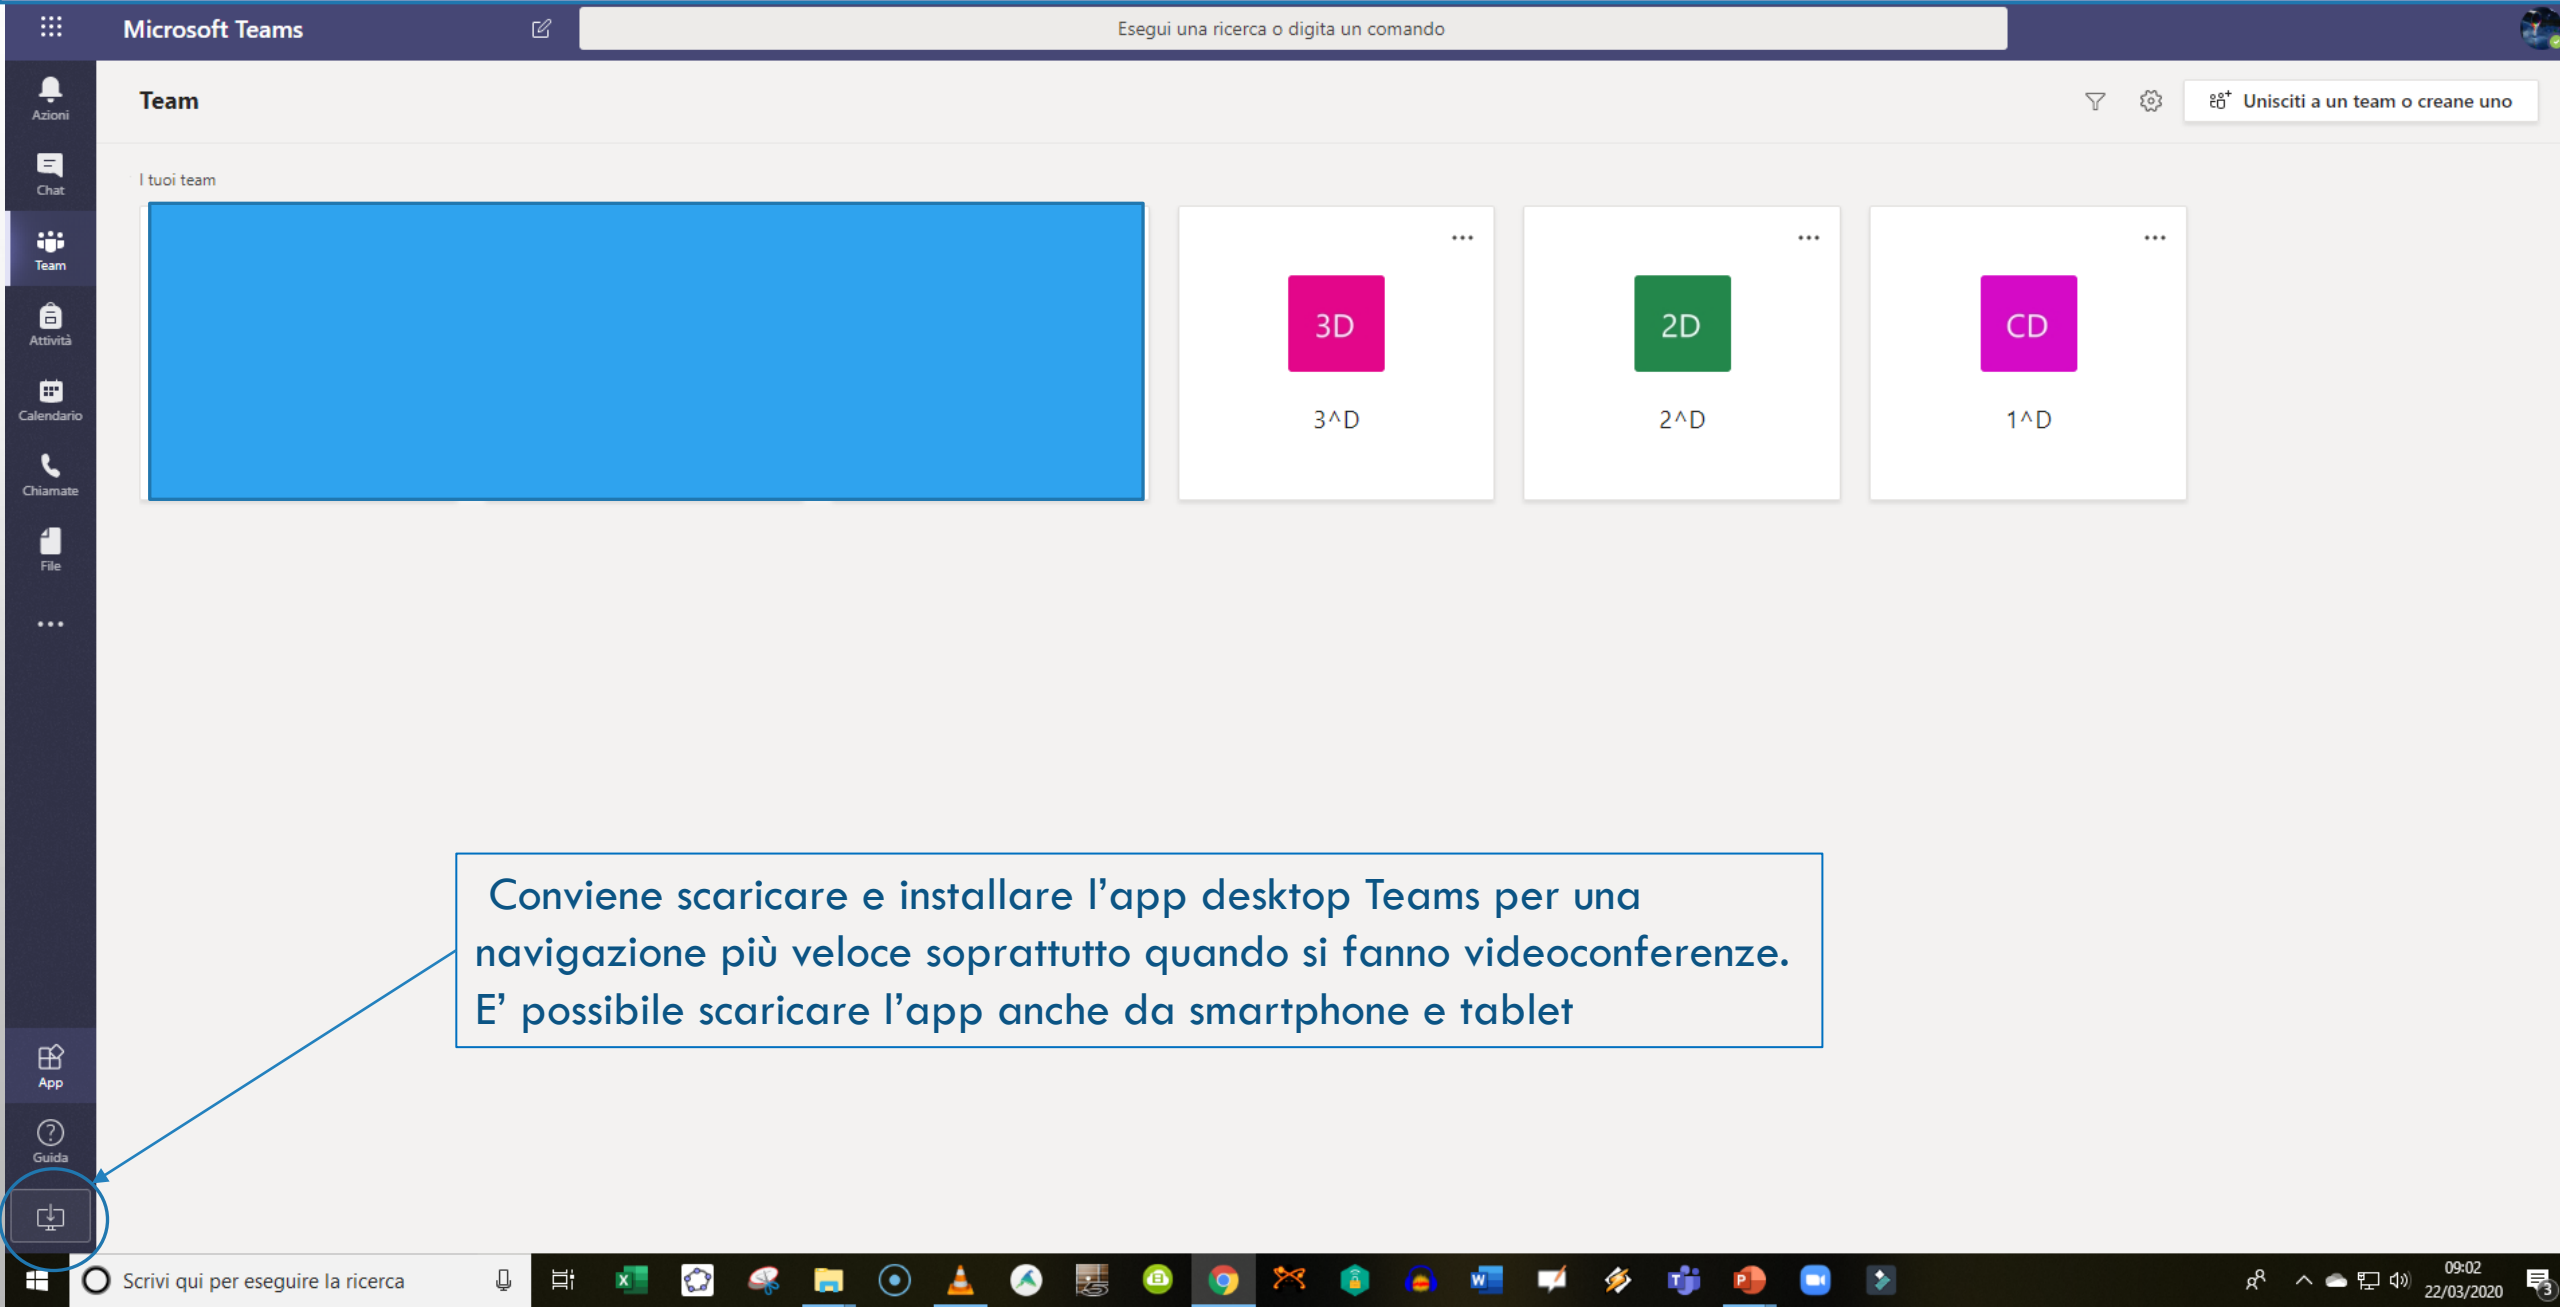 Microsoft Teams
Esegui una ricerca o digita un comando
Azioni
Chat
Team
Attività
Calendario
Chiamate
File
App
Guida
Team
Unisciti a un team o creane uno
I tuoi team
3D
2D
CD
3^D
2^D
1^D
Conviene scaricare e installare l’app desktop Teams per una
navigazione più veloce soprattutto quando si fanno videoconferenze.
E’ possibile scaricare l’app anche da smartphone e tablet
Scrivi qui per eseguire la ricerca
09:02
22/03/2020
3